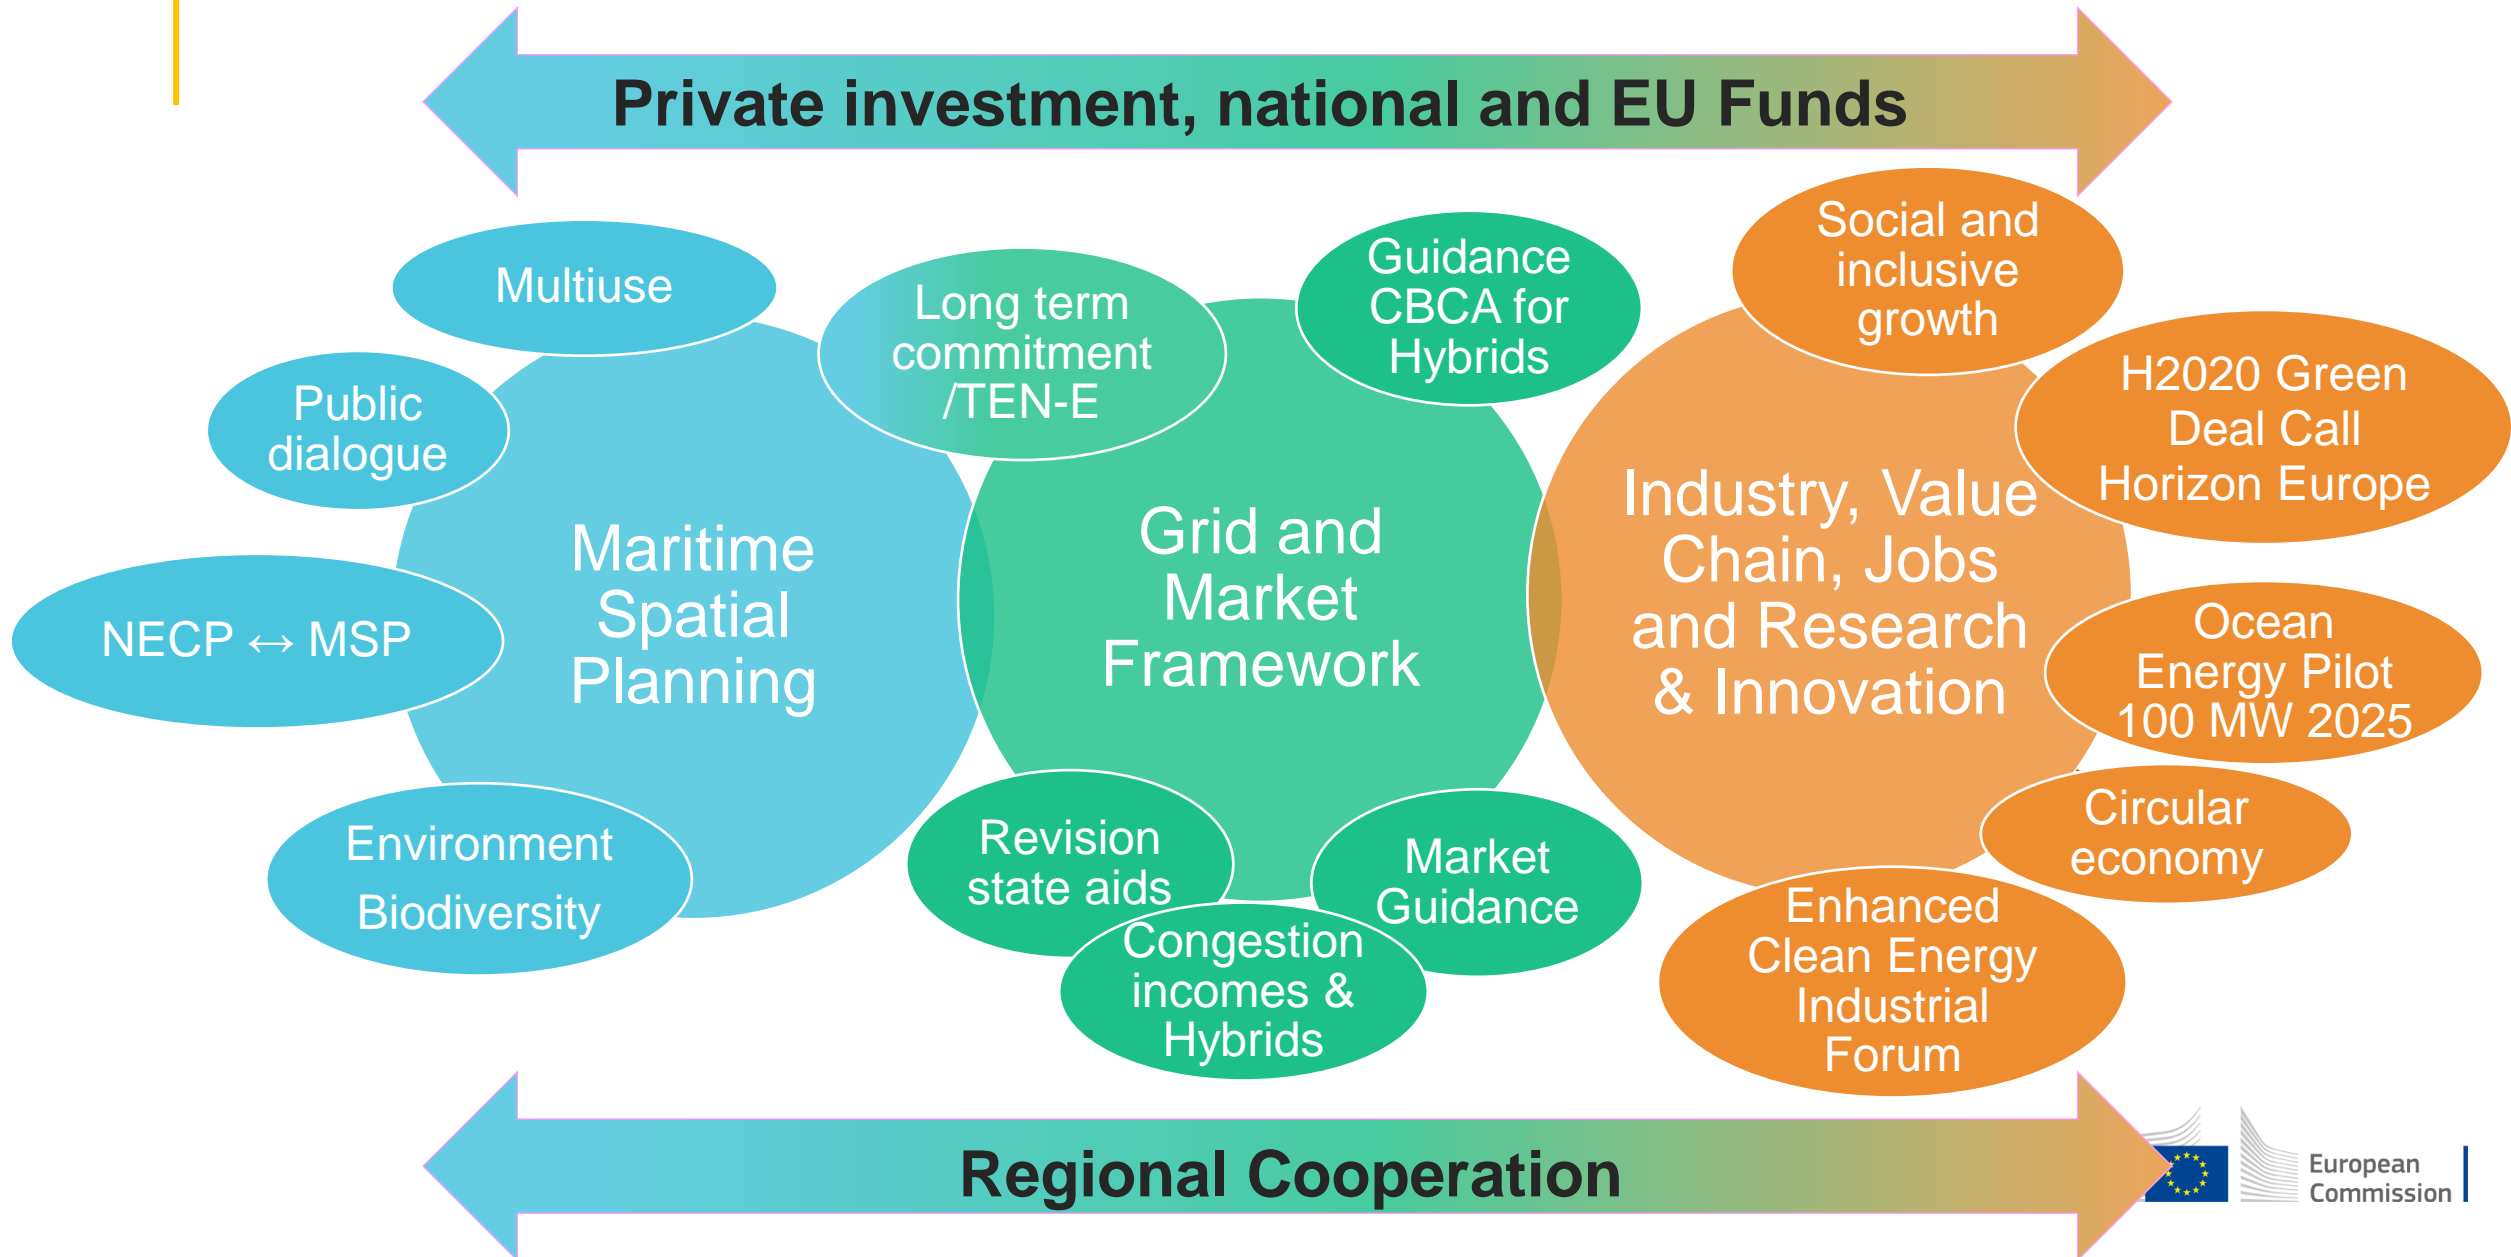 Private investment, national and EU Funds
Multiuse
Public
dialogue
NECP ↔ MSP
Environment
Biodiversity
Maritime
Spatial
Planning
Long term
commitment
/TEN-E
Guidance
CBCA for
Hybrids
Grid and
Market
Framework
Revision
state aids
Market
Guidance
Congestion
incomes &
Hybrids
Social and
inclusive
growth
H2020 Green
Deal Call
Horizon Europe
Industry, Value
Chain, Jobs
and Research
& Innovation
Ocean
Energy Pilot
100 MW 2025
Circular
economy
Enhanced
Clean Energy
Industrial
Forum
Regional Cooperation
European
Commission